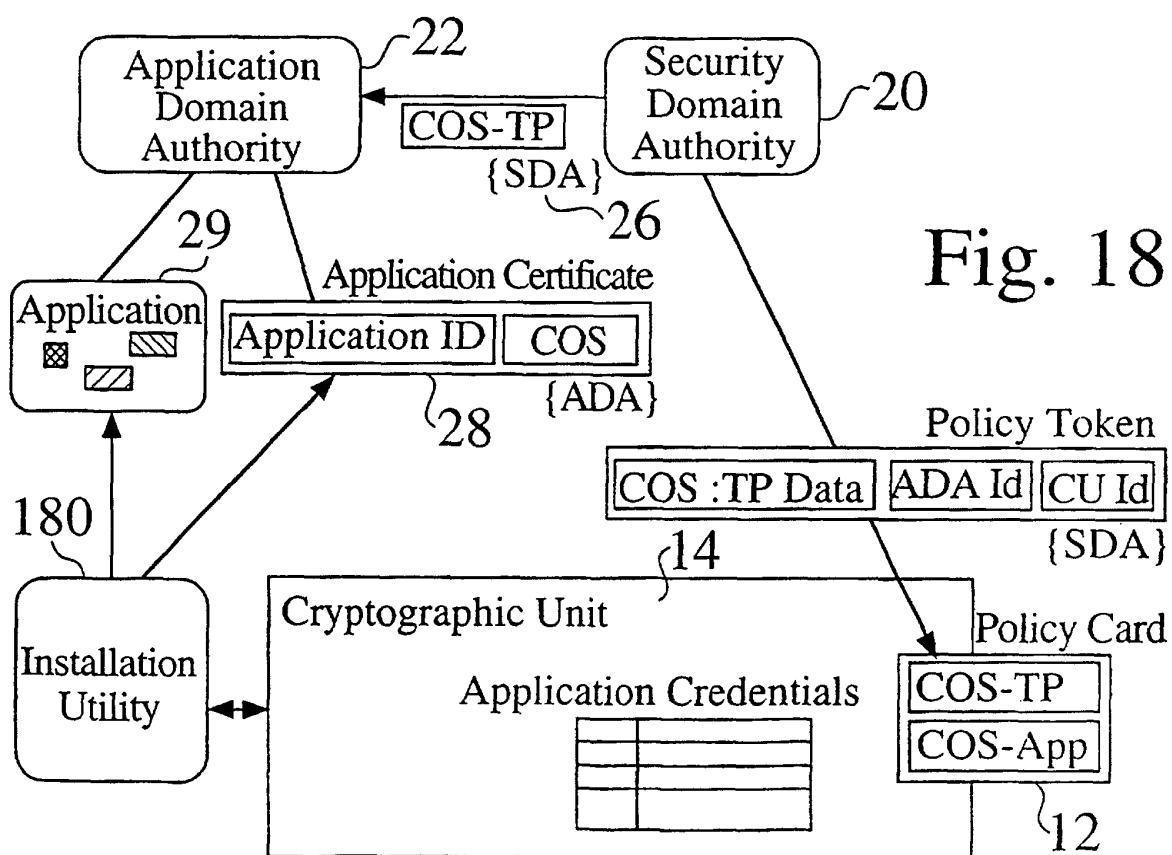 22
Application
Domain
Authority
COS-TP
{SDA}
26
Security
Domain
Authority
20
Fig. 18
29
Application
Application Certificate
Application ID
COS
{ADA}
28
Policy Token
COS :TP Data
ADA Id
CU Id
{SDA}
180
Installation
Utility
14
Cryptographic Unit
Application Credentials
Policy Card
COS-TP
COS-App
12